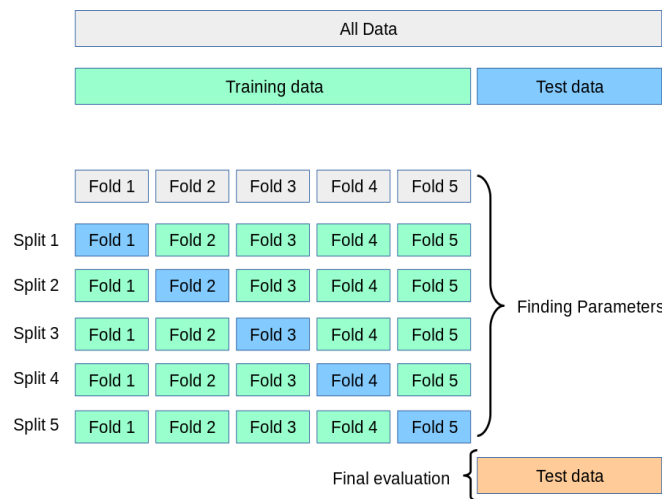 All Data
Training data Test data
Fold 1 Fold 2 Fold 3 Fold 4 Fold 5
Split 1 Fold 1 Fold 2 Fold 3 Fold 4 Fold 5
Split 2 Fold 1 Fold 2 Fold 3 Fold 4 Fold 5
Finding Parameters
Split 3 Fold 1 Fold 2 Fold 3 Fold 4 Fold 5
Split 4 Fold 1 Fold 2 Fold 3 Fold 4 Fold 5
Split 5 Fold 1 Fold 2 Fold 3 Fold 4 Fold 5
Final evaluation Test data